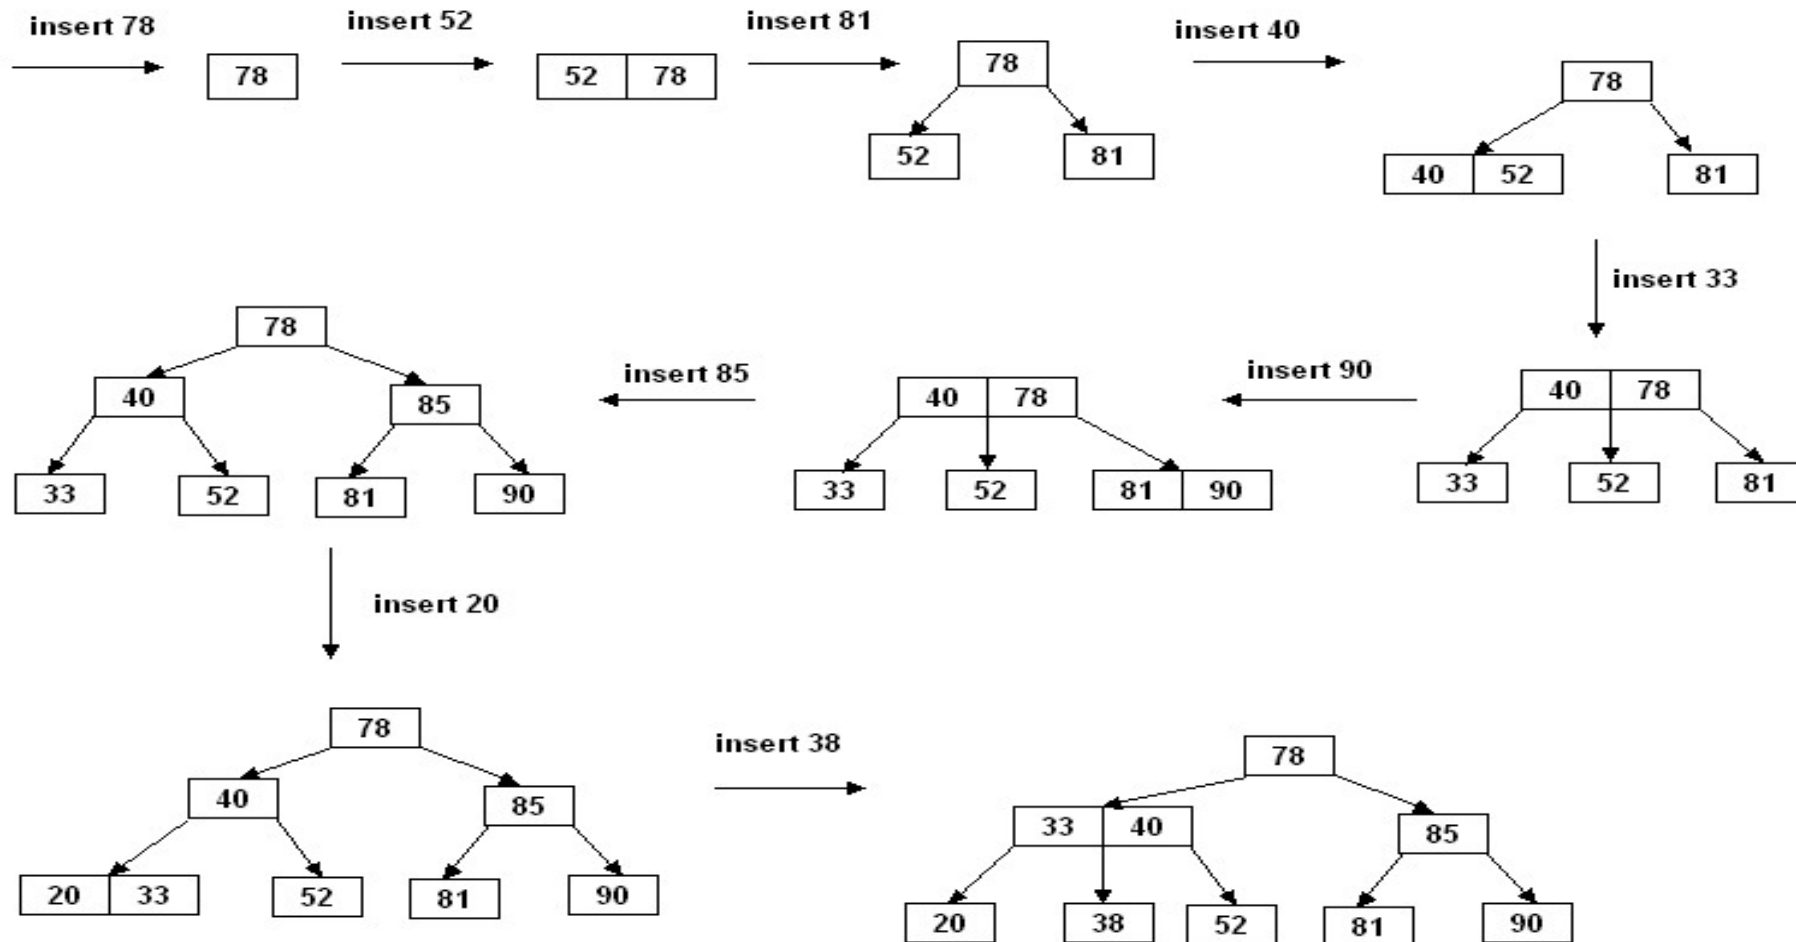 insert 78
78
insert 52
52 78
insert 81
78
52 81
insert 40
78
40 52 81
insert 33
40 78
33 52 81
insert 90
40 78
33 52 81 90
insert 85
78
40 85
33 52 81 90
insert 20
78
40 85
20 33 52 81 90
insert 38
78
33 40 85
20 38 52 81 90